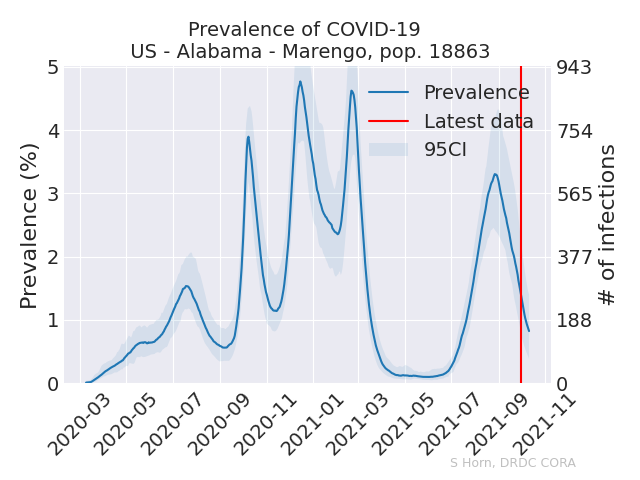 Prevalence of COVID-19
US - Alabama - Marengo, pop. 18863
Prevalence (%)
5
4
3
2
1
0
943
754
565
377
188
0
# of infections
Prevalence
Latest data
95CI
2020-03
2020-05
2020-07
2020-09
2020-11
2021-01
2021-03
2021-05
2021-07
2021-09
2021-11
S Horn, DRDC CORA